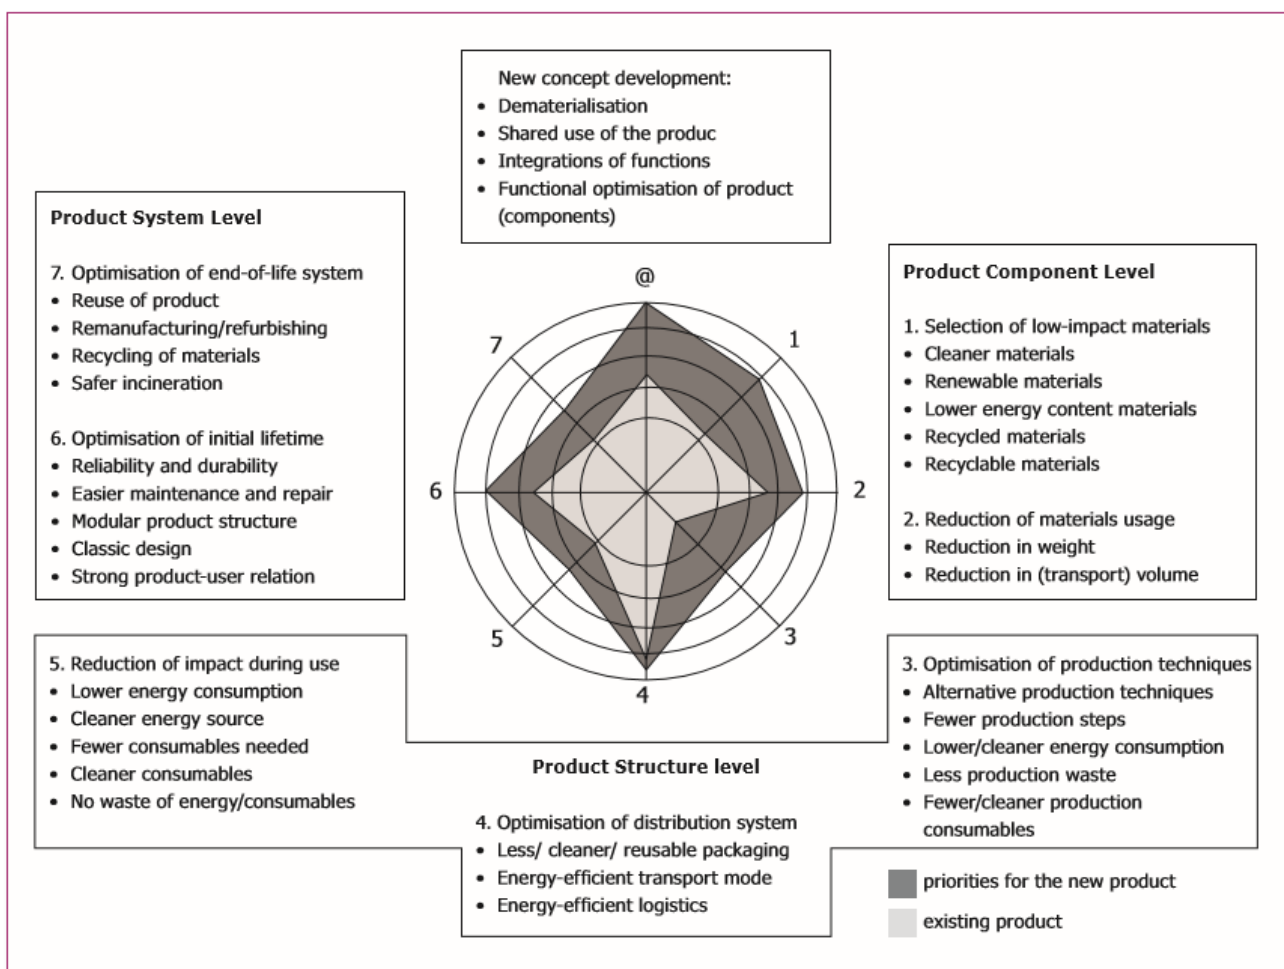 New concept development:
• Dematerialisation
• Shared use of the produc
• Integrations of functions
• Functional optimisation of product
(components)
Product System Level
7. Optimisation of end-of-life system
• Reuse of product
• Remanufacturing/refurbishing
• Recycling of materials
• Safer incineration
6. Optimisation of initial lifetime
• Reliability and durability
• Easier maintenance and repair
• Modular product structure
• Classic design
• Strong product-user relation
@
1
2
3
4
5
6
7
Product Component Level
1. Selection of low-impact materials
• Cleaner materials
• Renewable materials
• Lower energy content materials
• Recycled materials
• Recyclable materials
2. Reduction of materials usage
• Reduction in weight
• Reduction in (transport) volume
5. Reduction of impact during use
• Lower energy consumption
• Cleaner energy source
• Fewer consumables needed
• Cleaner consumables
• No waste of energy/consumables
Product Structure level
4. Optimisation of distribution system
• Less/ cleaner/ reusable packaging
• Energy-efficient transport mode
• Energy-efficient logistics
3. Optimisation of production techniques
• Alternative production techniques
• Fewer production steps
• Lower/cleaner energy consumption
• Less production waste
• Fewer/cleaner production
consumables
priorities for the new product
existing product